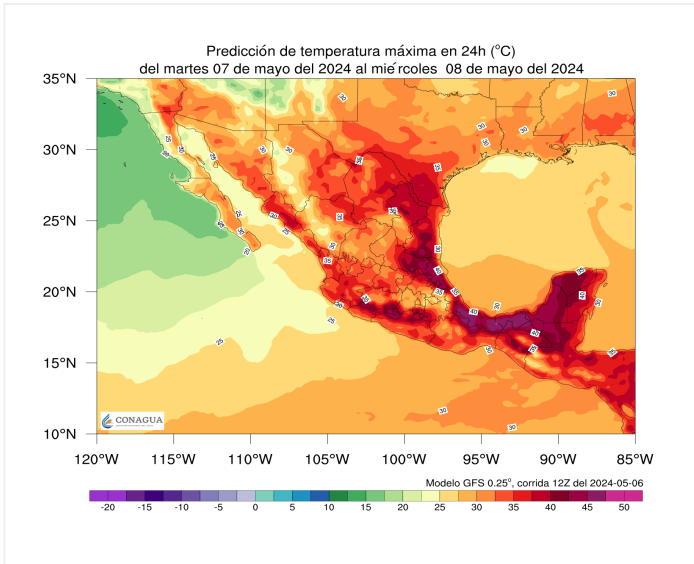 Predicción de temperatura máxima en 24h (°C)
del martes 07 de mayo del 2024 al miércoles 08 de mayo del 2024
35°N
30°N
25°N
20°N
15°N
10°N
CONAGUA
120°W 115°W 110°W 105°W 100°W 95°W 90°W 85°W
Modelo GFS 0.25°, corrida 12Z del 2024-05-06
-20 -15 -10 -5 0 5 10 15 20 25 30 35 40 45 50